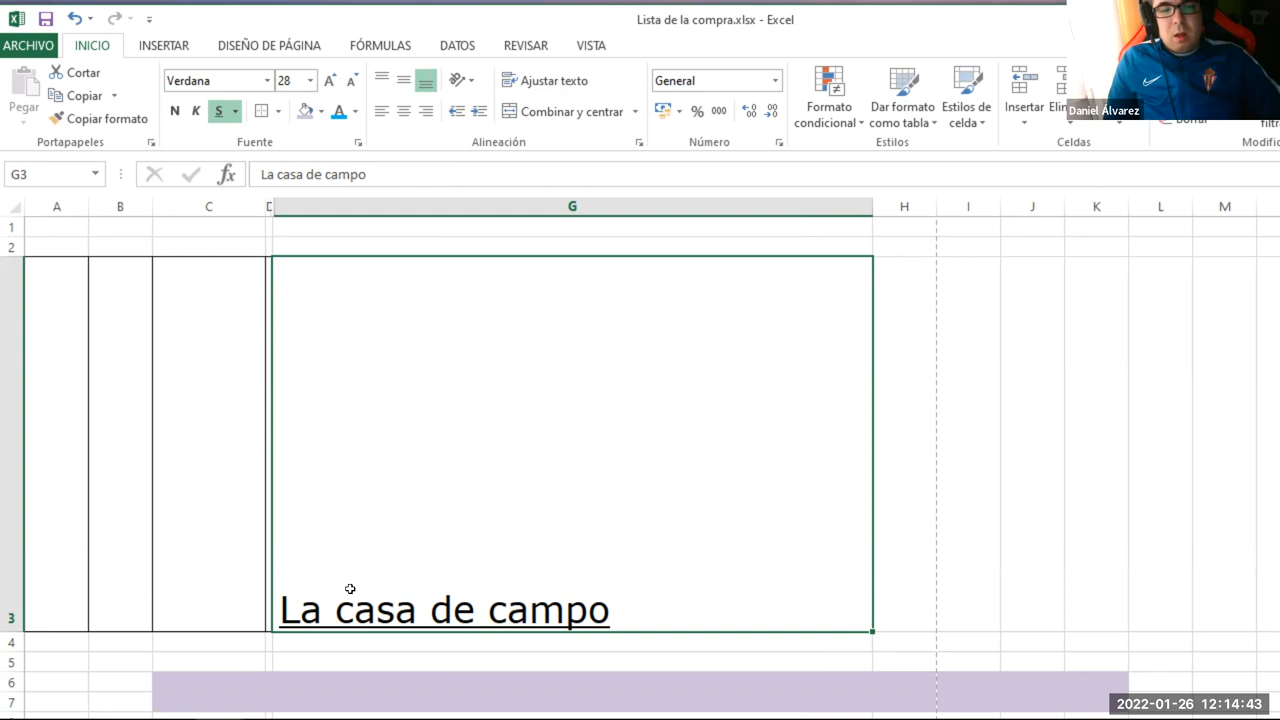 Lista de la compra.xlsx - Excel
ARCHIVO INICIO INSERTAR DISEÑO DE PÁGINA FÓRMULAS DATOS REVISAR VISTA
Pegar
Cortar
Copiar
Copiar formato
Portapapeles
Verdana 28
N K S A
Fuente
Ajustar texto
Combinar y centrar
Alineación
General
% 000
Número
Formato condicional
Dar formato como tabla
Estilos de celda
Estilos
Insertar
Celdas
Daniel Álvarez
G3 fx La casa de campo
A B C G H I J K L M
1
2
3
La casa de campo
4
5
6
7
2022-01-26 12:14:43